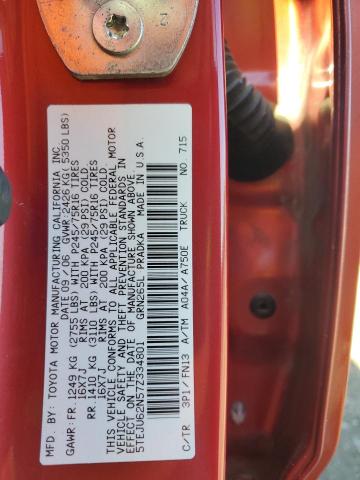 MFD. BY: TOYOTA MOTOR MANUFACTURING CALIFORNIA INC.
DATE 09/06 GVWR: 2426 KG (5350 LBS)
GAWR: FR. 1249 KG (2755 LBS) WITH P245/75R16 TIRES
16X7J RIMS AT 200 KPA (29 PSI) COLD
RR. 1410 KG (3110 LBS) WITH P245/75R16 TIRES
16X7J RIMS AT 200 KPA (29 PSI) COLD
THIS VEHICLE CONFORMS TO ALL APPLICABLE FEDERAL MOTOR
VEHICLE SAFETY AND THEFT PREVENTION STANDARDS IN
EFFECT ON THE DATE OF MANUFACTURE SHOWN ABOVE.
5TEJU62N57Z334801 GRN265L PRADKA MADE IN U.S.A.
C/TR 3P1/FN13 A/TM A04A/A750E TRUCK NO. 715